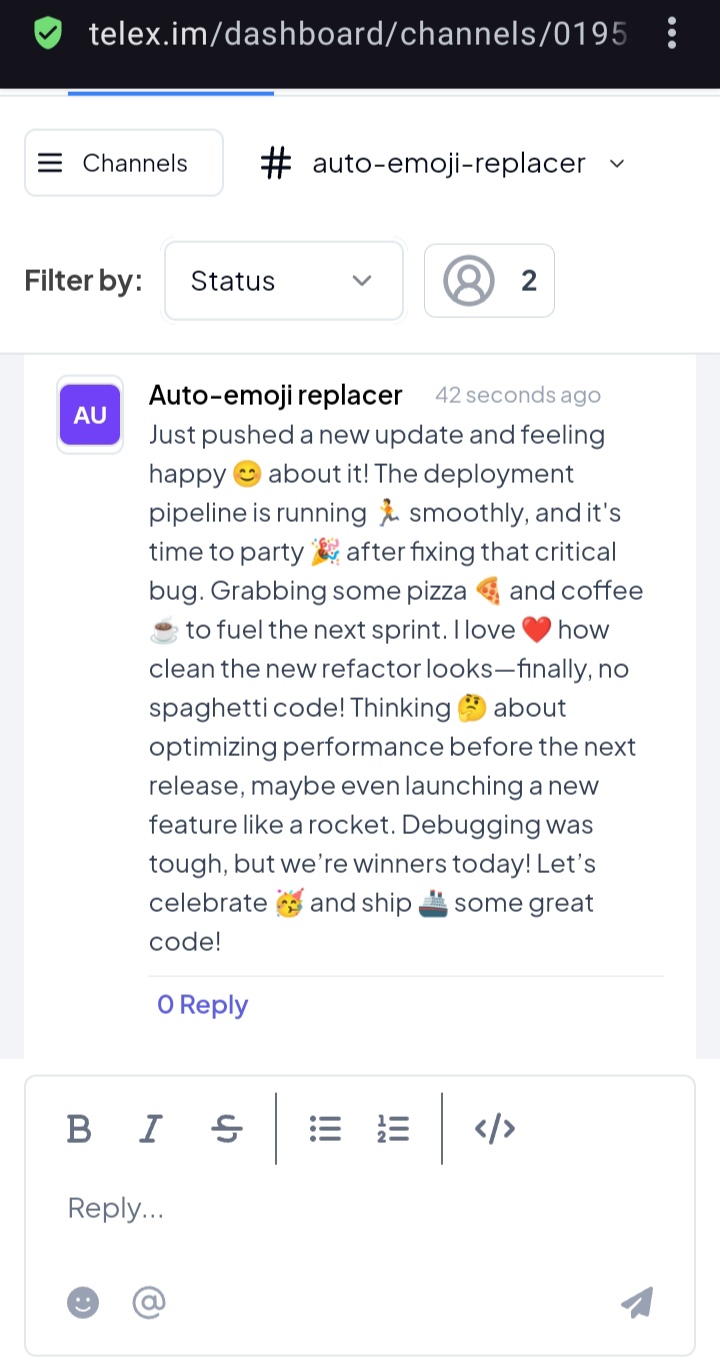 telex.im/dashboard/channels/0195
Channels
# auto-emoji-replacer
Filter by:
Status
2
AU
Auto-emoji replacer 42 seconds ago
Just pushed a new update and feeling
happy 😊 about it! The deployment
pipeline is running 🏃 smoothly, and it's
time to party 🎉 after fixing that critical
bug. Grabbing some pizza 🍕 and coffee
☕ to fuel the next sprint. I love ❤️ how
clean the new refactor looks—finally, no
spaghetti code! Thinking 🤔 about
optimizing performance before the next
release, maybe even launching a new
feature like a rocket. Debugging was
tough, but we’re winners today! Let’s
celebrate 🥳 and ship 🚢 some great
code!
0 Reply
B I S
Reply...
@